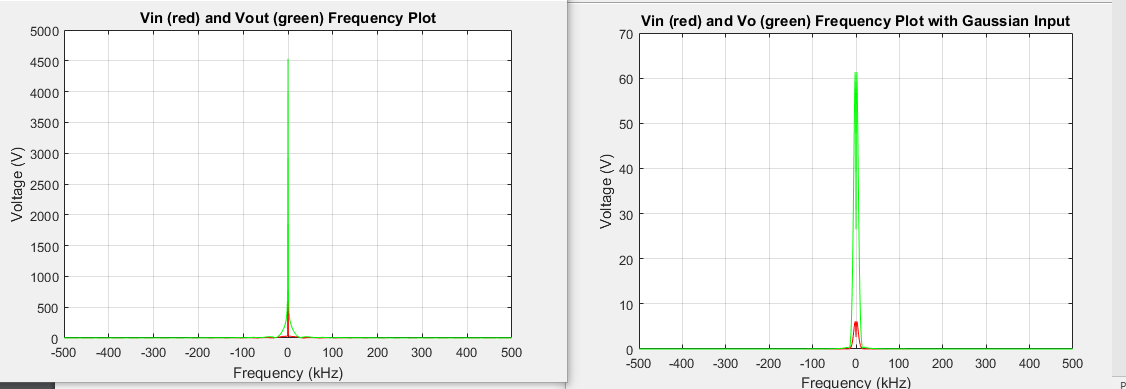 Vin (red) and Vout (green) Frequency Plot
5000
4500
4000
3500
3000
2500
2000
1500
1000
500
0
Voltage (V)
-500 -400 -300 -200 -100 0 100 200 300 400 500
Frequency (kHz)
Vin (red) and Vo (green) Frequency Plot with Gaussian Input
70
60
50
40
30
20
10
0
Voltage (V)
-500 -400 -300 -200 -100 0 100 200 300 400 500
Frequency (kHz)